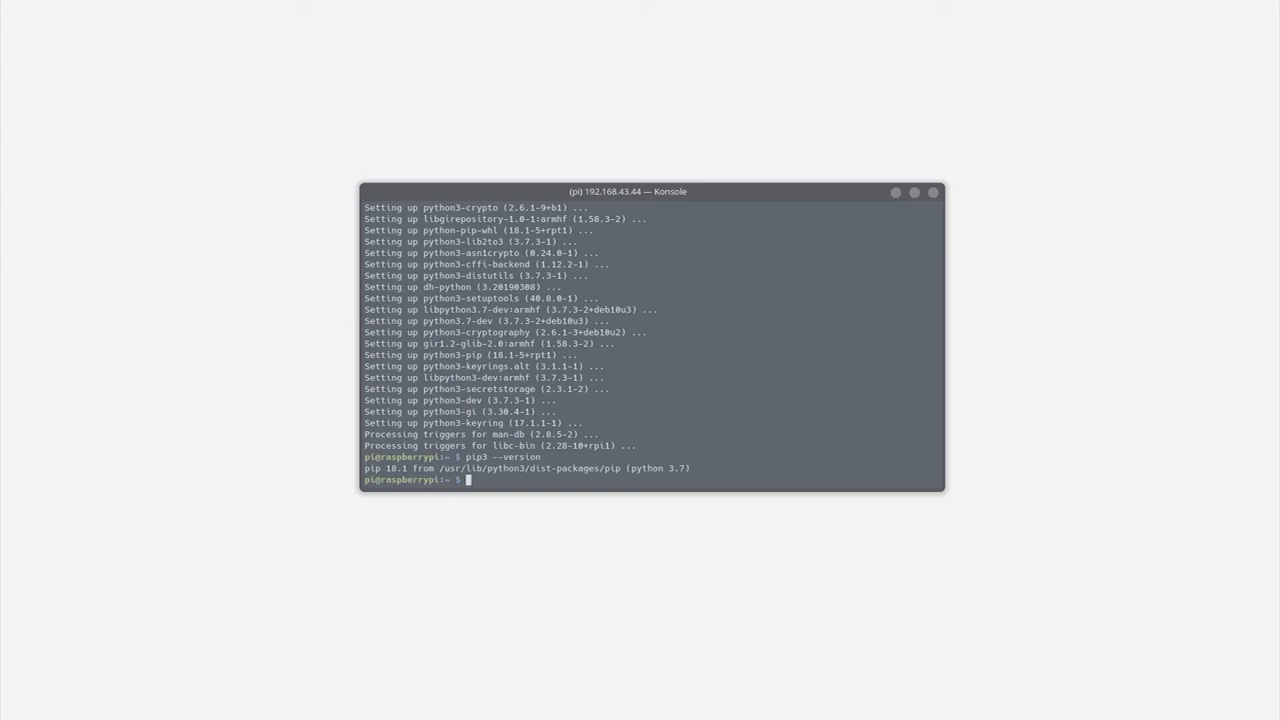 (pi) 192.168.43.44 — Konsole
Setting up python3-crypto (2.6.1-9+b1) ...
Setting up libgirepository-1.0-1:armhf (1.58.3-2) ...
Setting up python-pip-whl (18.1-5+rpt1) ...
Setting up python3-lib2to3 (3.7.3-1) ...
Setting up python3-asn1crypto (0.24.0-1) ...
Setting up python3-cffi-backend (1.12.2-1) ...
Setting up python3-distutils (3.7.3-1) ...
Setting up dh-python (3.20190308) ...
Setting up python3-setuptools (40.8.0-1) ...
Setting up libpython3.7-dev:armhf (3.7.3-2+deb10u3) ...
Setting up python3.7-dev (3.7.3-2+deb10u3) ...
Setting up python3-cryptography (2.6.1-3+deb10u2) ...
Setting up gir1.2-glib-2.0:armhf (1.58.3-2) ...
Setting up python3-pip (18.1-5+rpt1) ...
Setting up python3-keyrings.alt (3.1.1-1) ...
Setting up libpython3-dev:armhf (3.7.3-1) ...
Setting up python3-secretstorage (2.3.1-2) ...
Setting up python3-dev (3.7.3-1) ...
Setting up python3-gi (3.30.4-1) ...
Setting up python3-keyring (17.1.1-1) ...
Processing triggers for man-db (2.8.5-2) ...
Processing triggers for libc-bin (2.28-10+rpi1) ...
pi@raspberrypi:~ $ pip3 --version
pip 18.1 from /usr/lib/python3/dist-packages/pip (python 3.7)
pi@raspberrypi:~ $